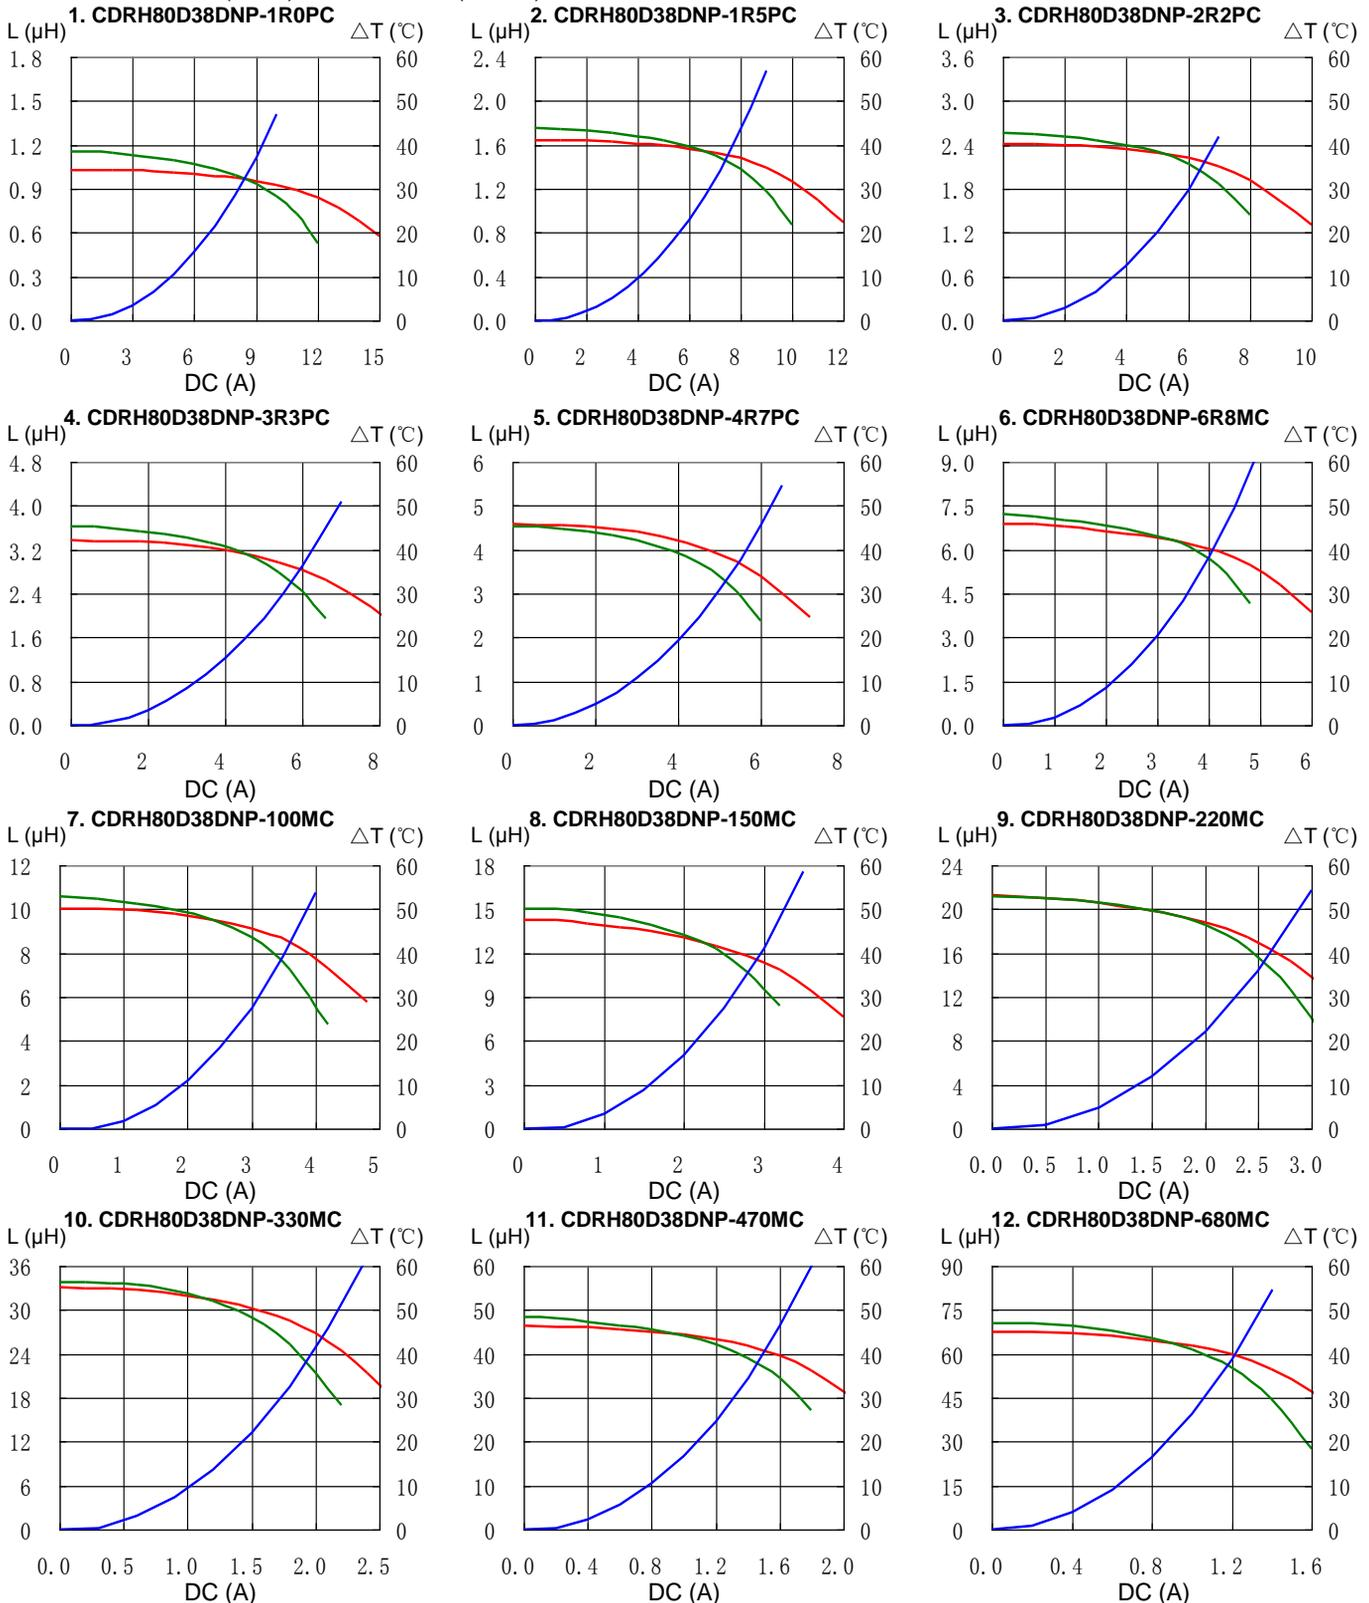 1. CDRH80D38DNP-1R0PC
L (μH)
△T (℃)
1.8
1.5
1.2
0.9
0.6
0.3
0.0
60
50
40
30
20
10
0
0 3 6 9 12 15
DC (A)
2. CDRH80D38DNP-1R5PC
L (μH)
△T (℃)
2.4
2.0
1.6
1.2
0.8
0.4
0.0
60
50
40
30
20
10
0
0 2 4 6 8 10 12
DC (A)
3. CDRH80D38DNP-2R2PC
L (μH)
△T (℃)
3.6
3.0
2.4
1.8
1.2
0.6
0.0
60
50
40
30
20
10
0
0 2 4 6 8 10
DC (A)
4. CDRH80D38DNP-3R3PC
L (μH)
△T (℃)
4.8
4.0
3.2
2.4
1.6
0.8
0.0
60
50
40
30
20
10
0
0 2 4 6 8
DC (A)
5. CDRH80D38DNP-4R7PC
L (μH)
△T (℃)
6
5
4
3
2
1
0
60
50
40
30
20
10
0
0 2 4 6 8
DC (A)
6. CDRH80D38DNP-6R8MC
L (μH)
△T (℃)
9.0
7.5
6.0
4.5
3.0
1.5
0.0
60
50
40
30
20
10
0
0 1 2 3 4 5 6
DC (A)
7. CDRH80D38DNP-100MC
L (μH)
△T (℃)
12
10
8
6
4
2
0
60
50
40
30
20
10
0
0 1 2 3 4 5
DC (A)
8. CDRH80D38DNP-150MC
L (μH)
△T (℃)
18
15
12
9
6
3
0
60
50
40
30
20
10
0
0 1 2 3 4
DC (A)
9. CDRH80D38DNP-220MC
L (μH)
△T (℃)
24
20
16
12
8
4
0
60
50
40
30
20
10
0
0.0 0.5 1.0 1.5 2.0 2.5 3.0
DC (A)
10. CDRH80D38DNP-330MC
L (μH)
△T (℃)
36
30
24
18
12
6
0
60
50
40
30
20
10
0
0.0 0.5 1.0 1.5 2.0 2.5
DC (A)
11. CDRH80D38DNP-470MC
L (μH)
△T (℃)
60
50
40
30
20
10
0
60
50
40
30
20
10
0
0.0 0.4 0.8 1.2 1.6 2.0
DC (A)
12. CDRH80D38DNP-680MC
L (μH)
△T (℃)
90
75
60
45
30
15
0
60
50
40
30
20
10
0
0.0 0.4 0.8 1.2 1.6
DC (A)